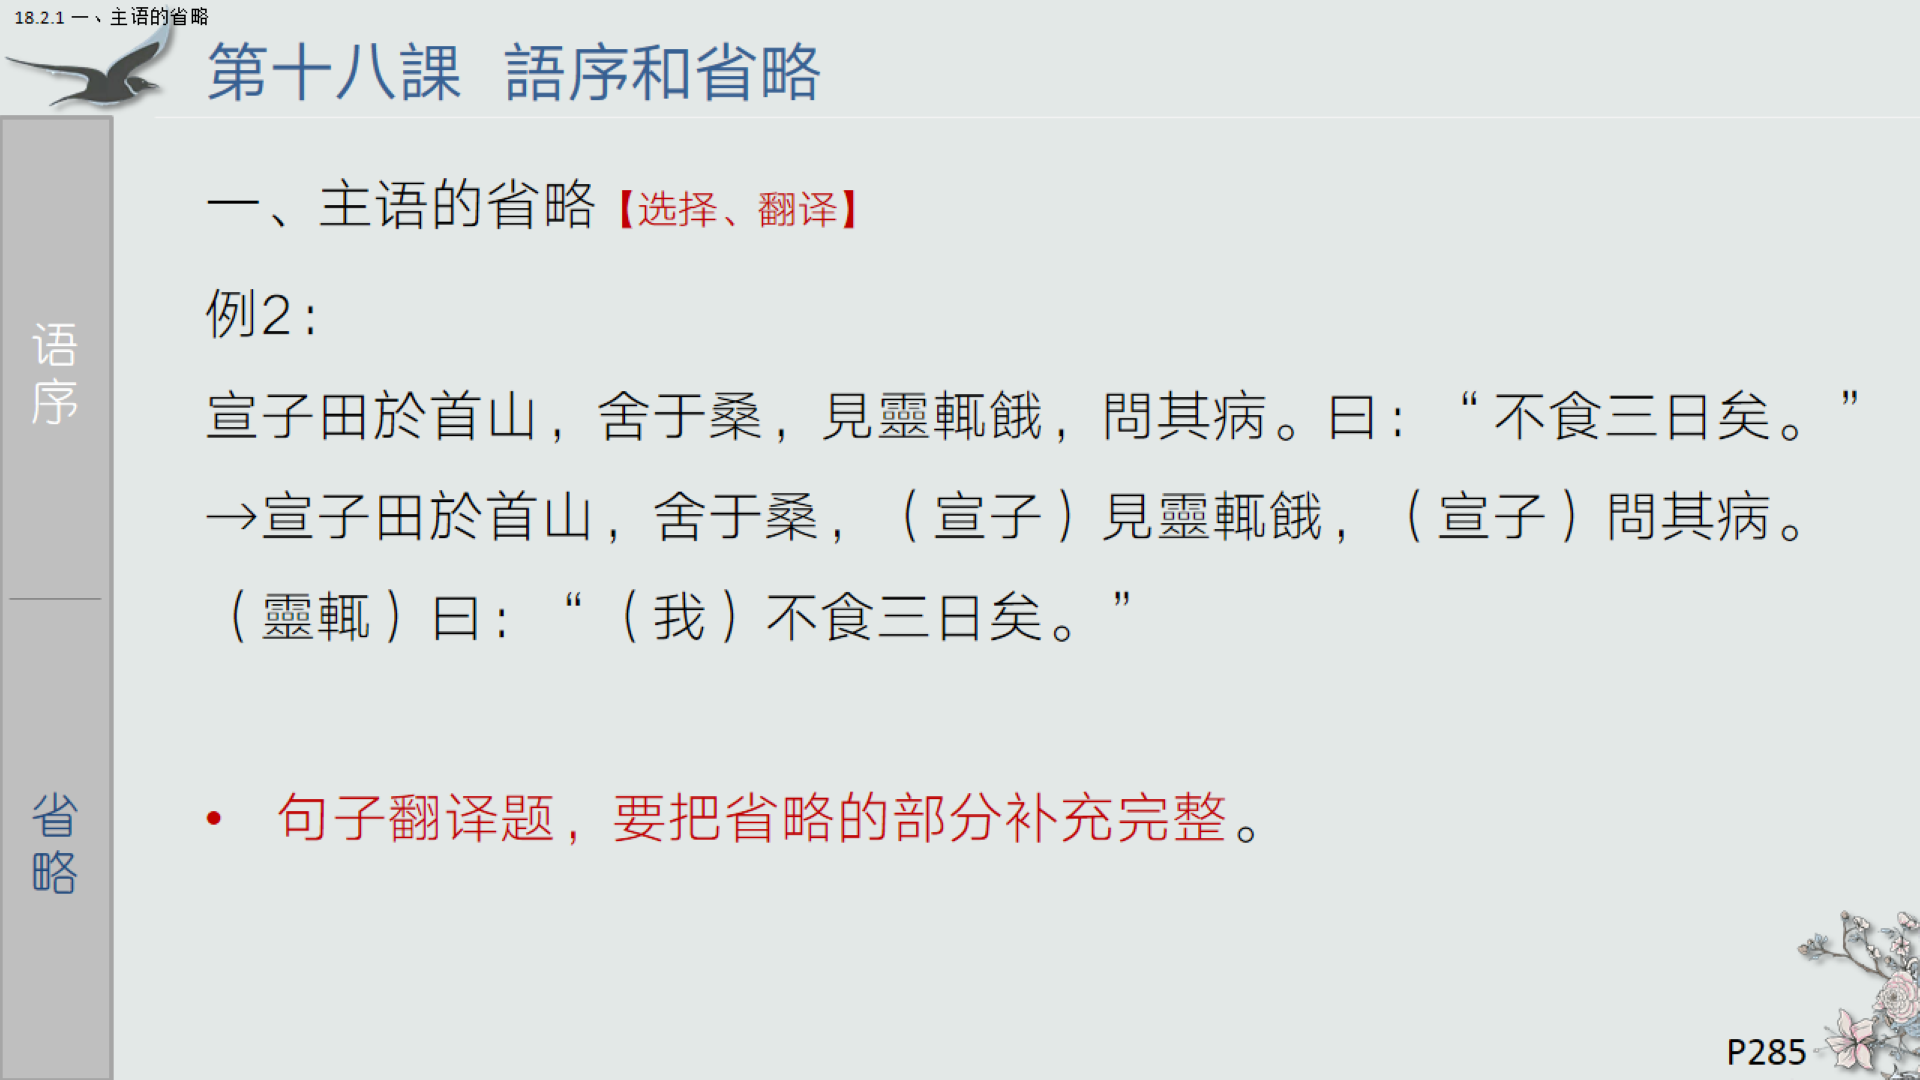 18.2.1 一、主语的省略
第十八課 語序和省略
一、主语的省略【选择、翻译】
例2：
宣子田於首山，舍于桑，見靈輒餓，問其病。曰：“不食三日矣。”
→宣子田於首山，舍于桑，（宣子）見靈輒餓，（宣子）問其病。
（靈輒）曰：“（我）不食三日矣。”
• 句子翻译题，要把省略的部分补充完整。
语序
省略
P285